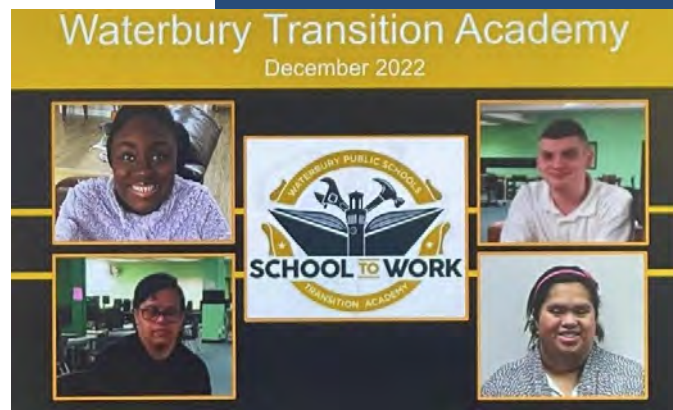 Waterbury Transition Academy
December 2022
WATERBURY PUBLIC SCHOOLS
SCHOOL TO WORK
TRANSITION ACADEMY